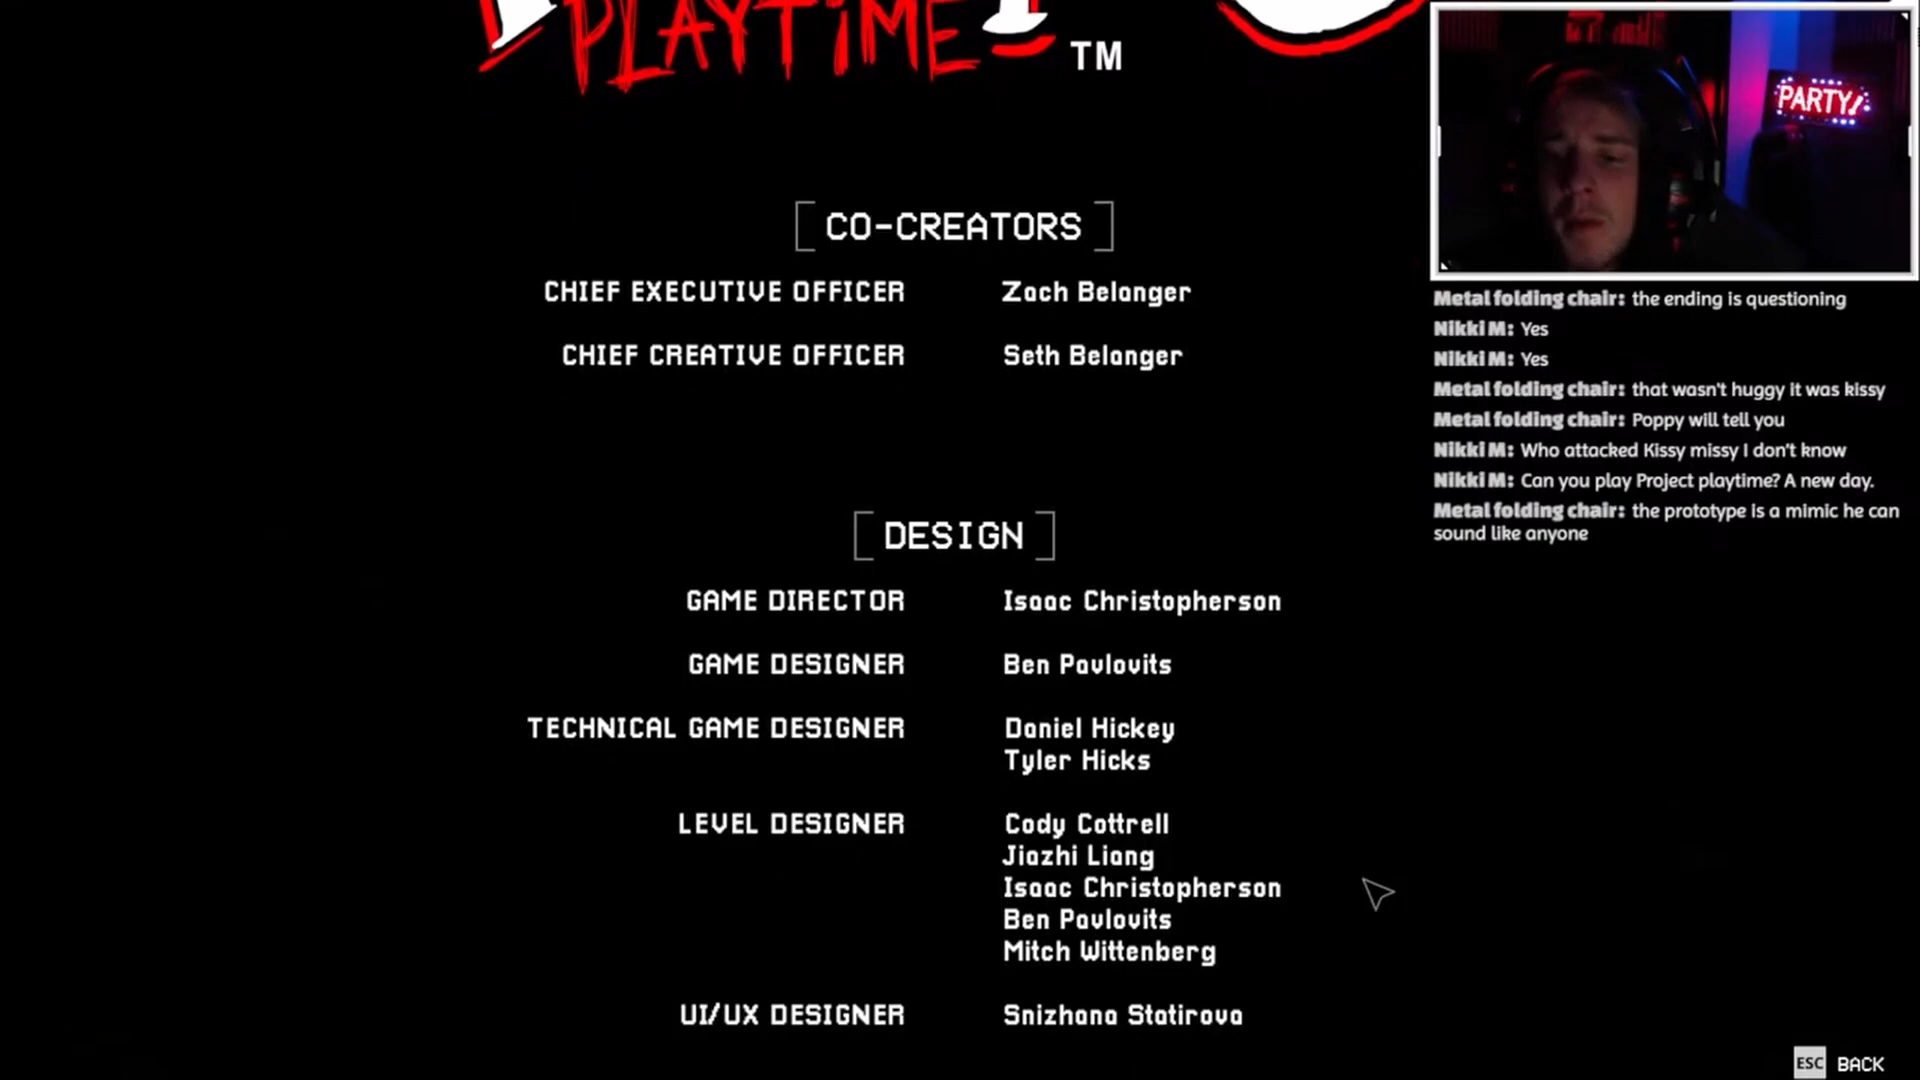 PLAYTIME
TM
PARTY!
CO-CREATORS
CHIEF EXECUTIVE OFFICER Zach Belanger
CHIEF CREATIVE OFFICER Seth Belanger
DESIGN
GAME DIRECTOR Isaac Christopherson
GAME DESIGNER Ben Pavlovits
TECHNICAL GAME DESIGNER Daniel Hickey
Tyler Hicks
LEVEL DESIGNER Cody Cottrell
Jiazhi Liang
Isaac Christopherson
Ben Pavlovits
Mitch Wittenberg
UI/UX DESIGNER Snizhana Statirova
Metal folding chair: the ending is questioning
Nikki M: Yes
Nikki M: Yes
Metal folding chair: that wasn't huggy it was kissy
Metal folding chair: Poppy will tell you
Nikki M: Who attacked Kissy missy I don't know
Nikki M: Can you play Project playtime? A new day.
Metal folding chair: the prototype is a mimic he can
sound like anyone
ESC BACK